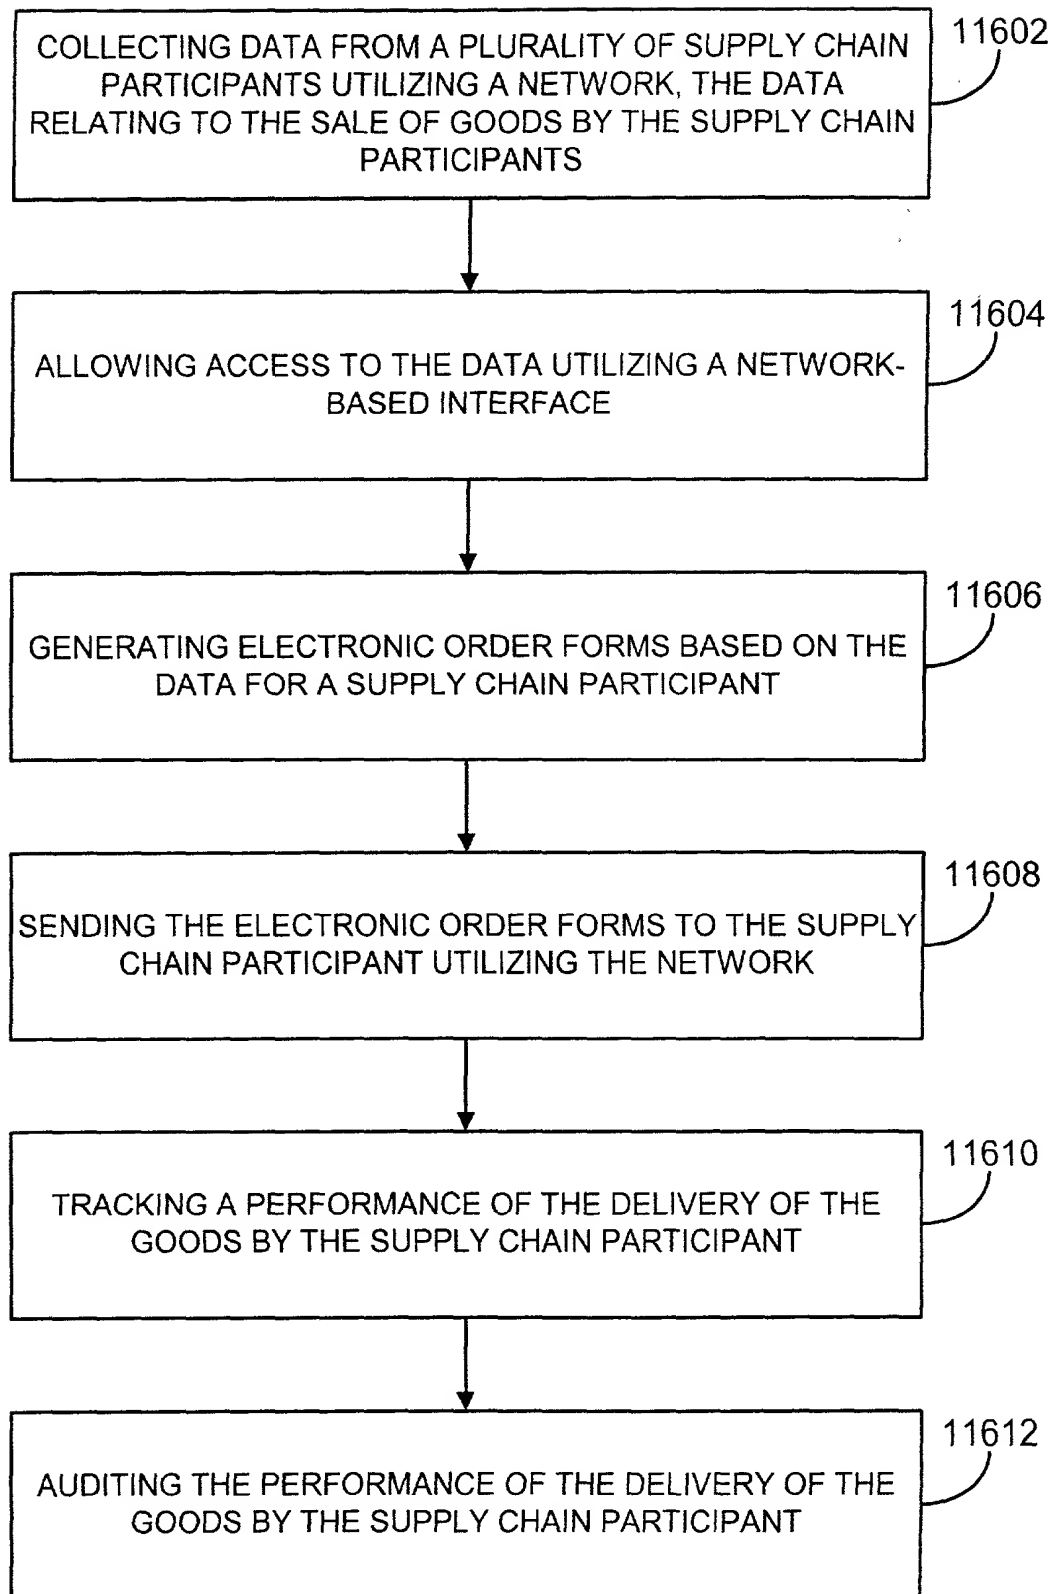 11602
COLLECTING DATA FROM A PLURALITY OF SUPPLY CHAIN
PARTICIPANTS UTILIZING A NETWORK, THE DATA
RELATING TO THE SALE OF GOODS BY THE SUPPLY CHAIN
PARTICIPANTS
11604
ALLOWING ACCESS TO THE DATA UTILIZING A NETWORK-
BASED INTERFACE
11606
GENERATING ELECTRONIC ORDER FORMS BASED ON THE
DATA FOR A SUPPLY CHAIN PARTICIPANT
11608
SENDING THE ELECTRONIC ORDER FORMS TO THE SUPPLY
CHAIN PARTICIPANT UTILIZING THE NETWORK
11610
TRACKING A PERFORMANCE OF THE DELIVERY OF THE
GOODS BY THE SUPPLY CHAIN PARTICIPANT
11612
AUDITING THE PERFORMANCE OF THE DELIVERY OF THE
GOODS BY THE SUPPLY CHAIN PARTICIPANT